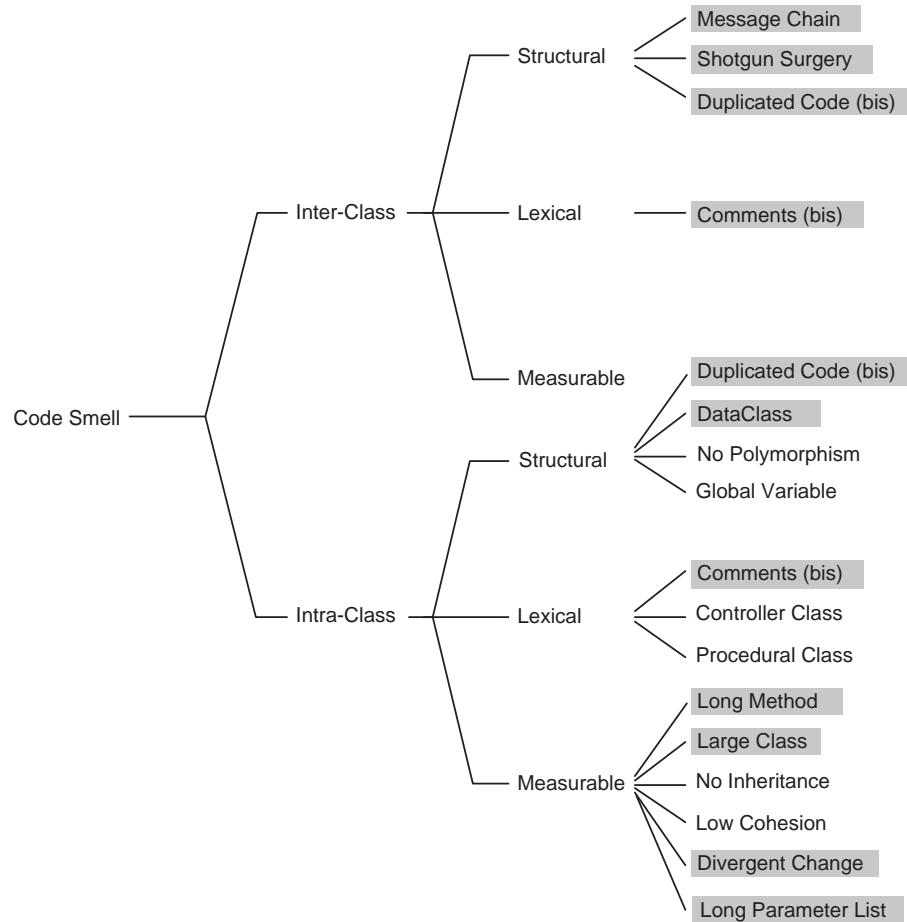 Message Chain
Structural
Shotgun Surgery
Duplicated Code (bis)
Inter-Class
Lexical
Comments (bis)
Measurable
Duplicated Code (bis)
Code Smell
DataClass
Structural
No Polymorphism
Global Variable
Comments (bis)
Intra-Class
Lexical
Controller Class
Procedural Class
Long Method
Large Class
Measurable
No Inheritance
Low Cohesion
Divergent Change
Long Parameter List